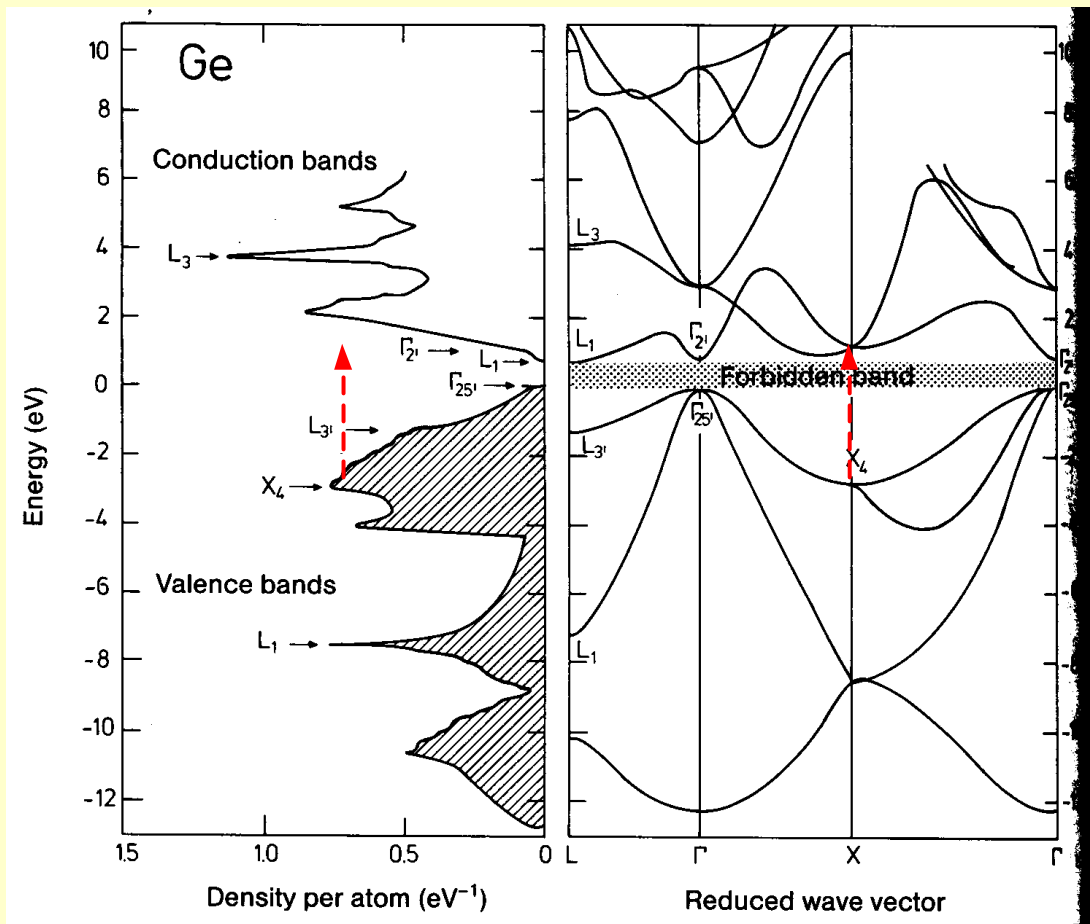 Ge
Conduction bands
Valence bands
Energy (eV)
10
8
6
4
2
0
-2
-4
-6
-8
-10
-12
L₃
Γ₂'
L₁
Γ₂₅'
L₃'
X₄
L₁
1.5 1.0 0.5 0
Density per atom (eV⁻¹)
L₃
L₁
Γ₂'
Forbidden band
Γ₂₅'
L₃'
X₄
L₁
4
2
L Γ X Γ
Reduced wave vector